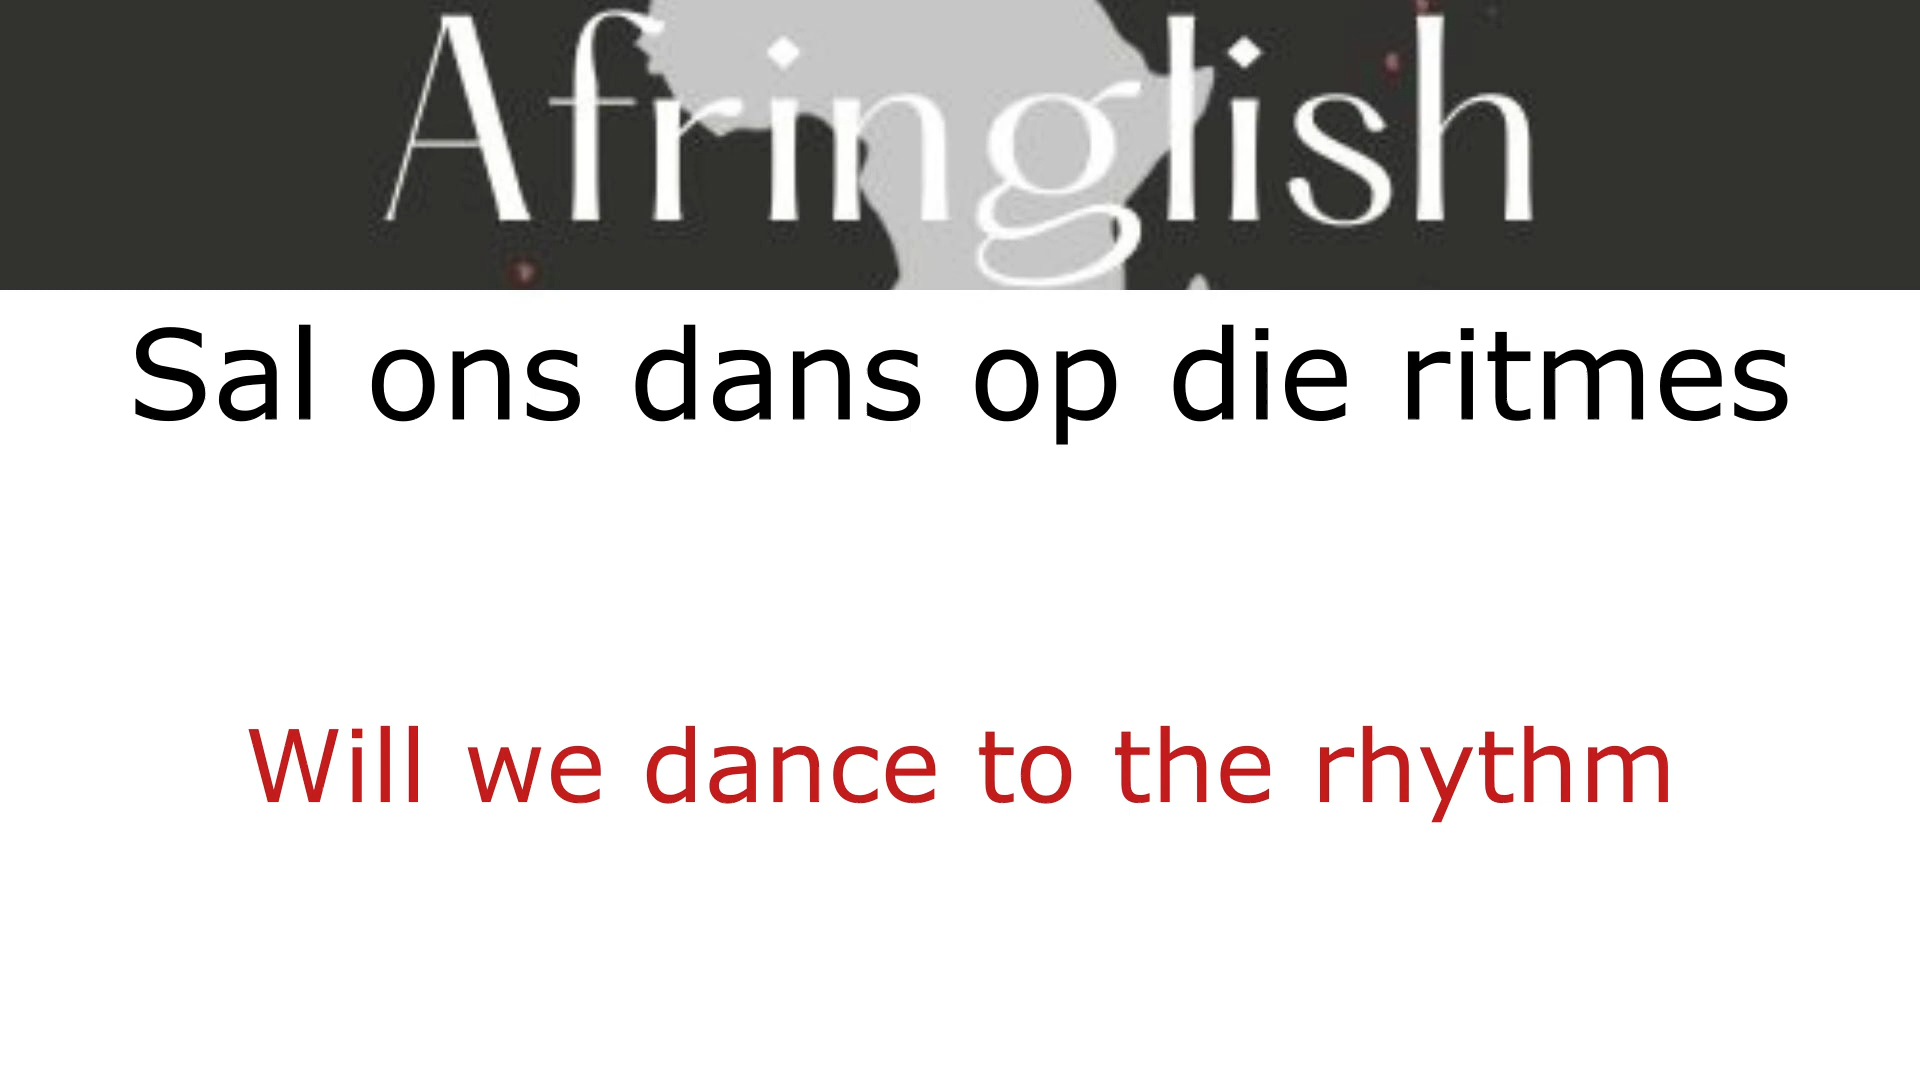 Afringlish
Sal ons dans op die ritmes
Will we dance to the rhythm